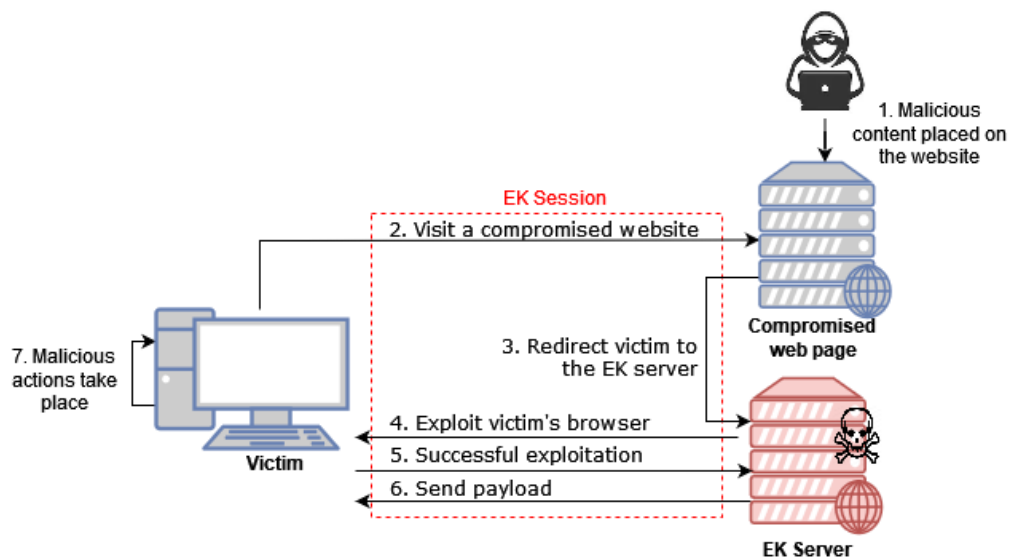 1. Malicious
content placed on
the website
EK Session
2. Visit a compromised website
Compromised
web page
3. Redirect victim to
the EK server
7. Malicious
actions take
place
4. Exploit victim's browser
Victim
5. Successful exploitation
6. Send payload
EK Server